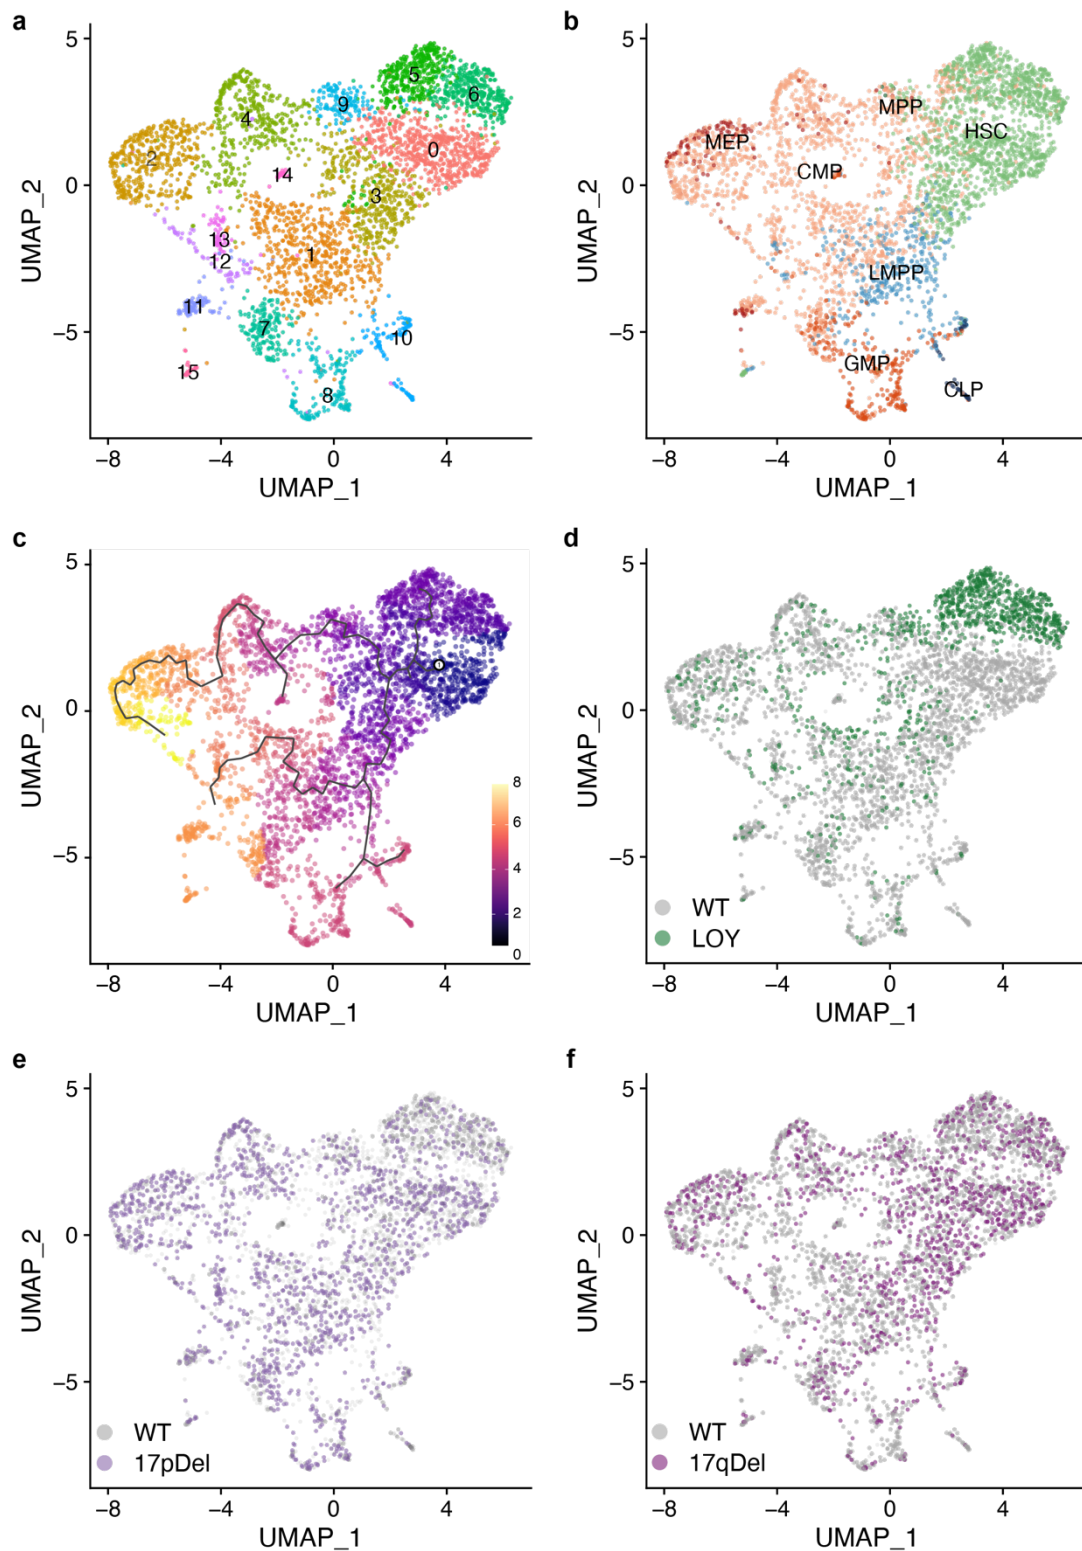 a
5
0
−5
UMAP_2
−8
−4
0
4
UMAP_1
0
1
2
3
4
5
6
7
8
9
10
11
12
13
14
15
b
5
0
−5
UMAP_2
−8
−4
0
4
UMAP_1
MPP
HSC
MEP
CMP
LMPP
GMP
CLP
c
5
0
−5
UMAP_2
−8
−4
0
4
UMAP_1
1
8
6
4
2
0
d
5
0
−5
UMAP_2
−8
−4
0
4
UMAP_1
WT
LOY
e
5
0
−5
UMAP_2
−8
−4
0
4
UMAP_1
WT
17pDel
f
5
0
−5
UMAP_2
−8
−4
0
4
UMAP_1
WT
17qDel